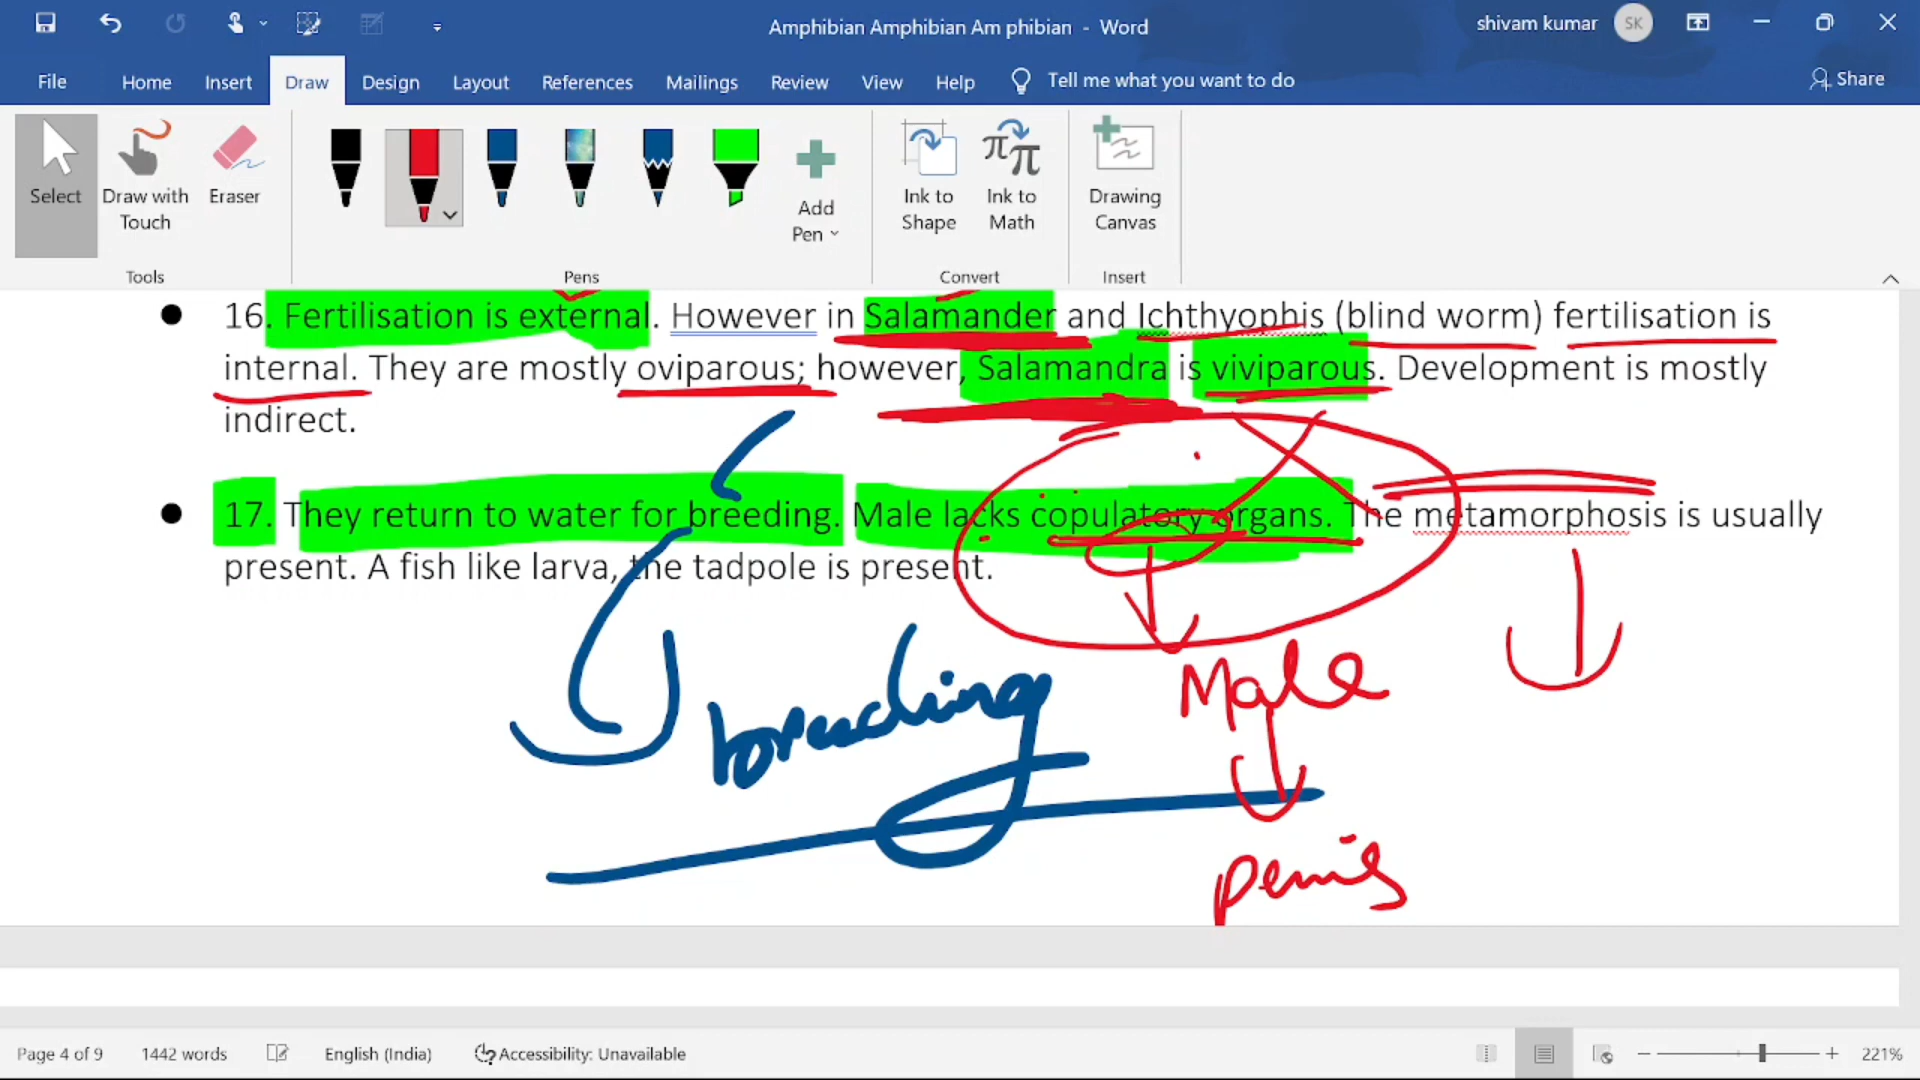 Amphibian Amphibian Am phibian - Word
shivam kumar SK
File Home Insert Draw Design Layout References Mailings Review View Help Tell me what you want to do Share
Select
Draw with Touch
Eraser
Add Pen
Ink to Shape
Ink to Math
Drawing Canvas
Tools Pens Convert Insert
● 16. Fertilisation is external. However in Salamander and Ichthyophis (blind worm) fertilisation is
internal. They are mostly oviparous; however, Salamandra is viviparous. Development is mostly
indirect.
● 17. They return to water for breeding. Male lacks copulatory organs. The metamorphosis is usually
present. A fish like larva, the tadpole is present.
breeding
Male
penis
Page 4 of 9 1442 words English (India) Accessibility: Unavailable 221%